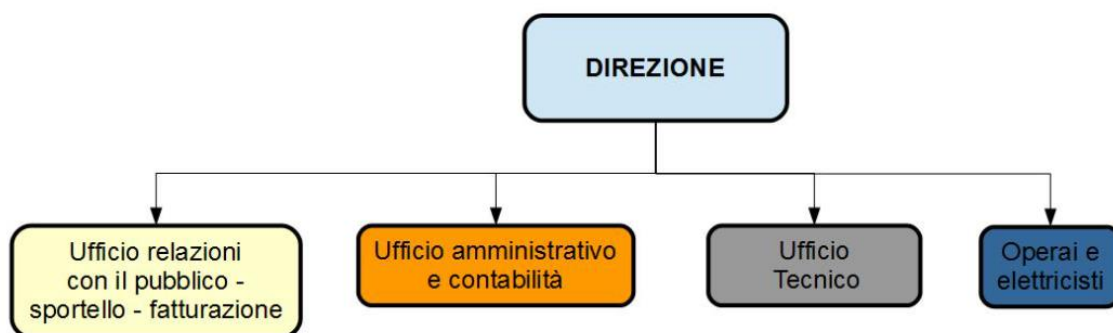 DIREZIONE
Ufficio relazioni
con il pubblico -
sportello - fatturazione
Ufficio amministrativo
e contabilità
Ufficio
Tecnico
Operai e
elettricisti